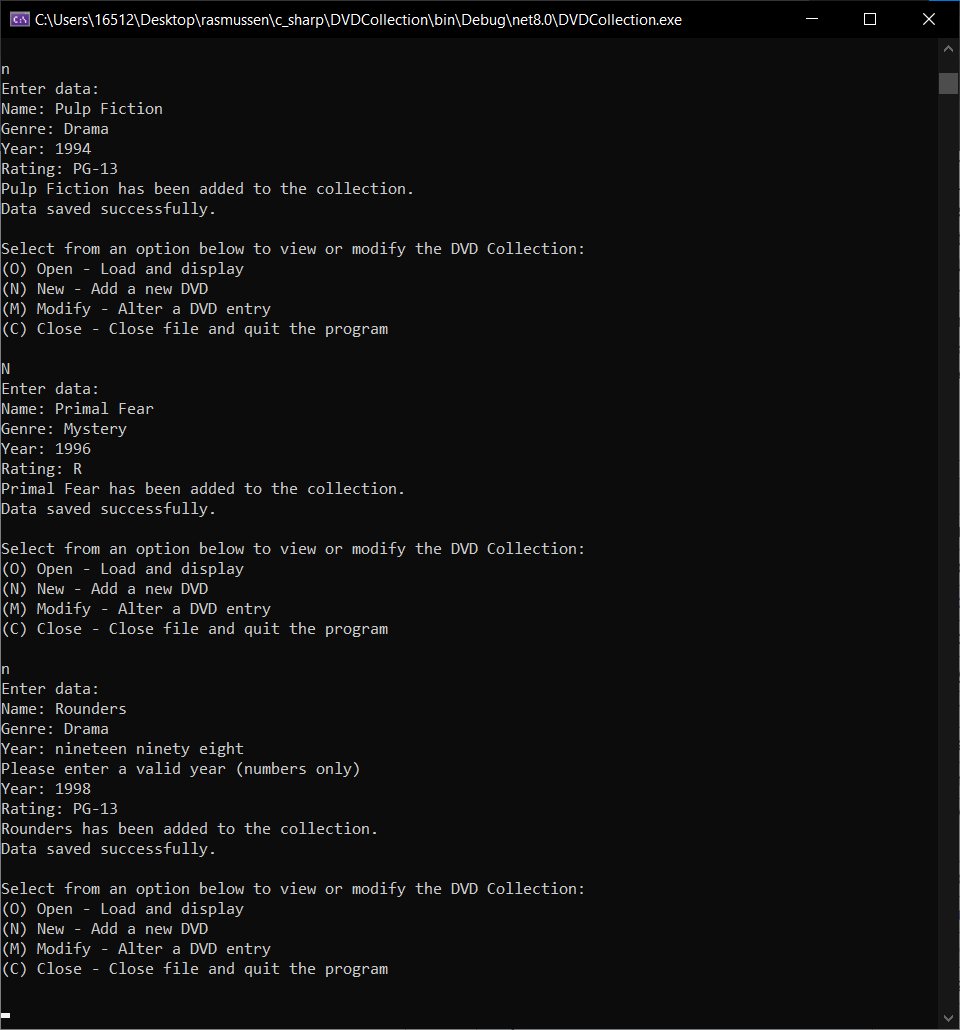 C:\Users\16512\Desktop\rasmussen\c_sharp\DVDCollection\bin\Debug\net8.0\DVDCollection.exe
n
Enter data:
Name: Pulp Fiction
Genre: Drama
Year: 1994
Rating: PG-13
Pulp Fiction has been added to the collection.
Data saved successfully.
Select from an option below to view or modify the DVD Collection:
(O) Open - Load and display
(N) New - Add a new DVD
(M) Modify - Alter a DVD entry
(C) Close - Close file and quit the program
N
Enter data:
Name: Primal Fear
Genre: Mystery
Year: 1996
Rating: R
Primal Fear has been added to the collection.
Data saved successfully.
Select from an option below to view or modify the DVD Collection:
(O) Open - Load and display
(N) New - Add a new DVD
(M) Modify - Alter a DVD entry
(C) Close - Close file and quit the program
n
Enter data:
Name: Rounders
Genre: Drama
Year: nineteen ninety eight
Please enter a valid year (numbers only)
Year: 1998
Rating: PG-13
Rounders has been added to the collection.
Data saved successfully.
Select from an option below to view or modify the DVD Collection:
(O) Open - Load and display
(N) New - Add a new DVD
(M) Modify - Alter a DVD entry
(C) Close - Close file and quit the program